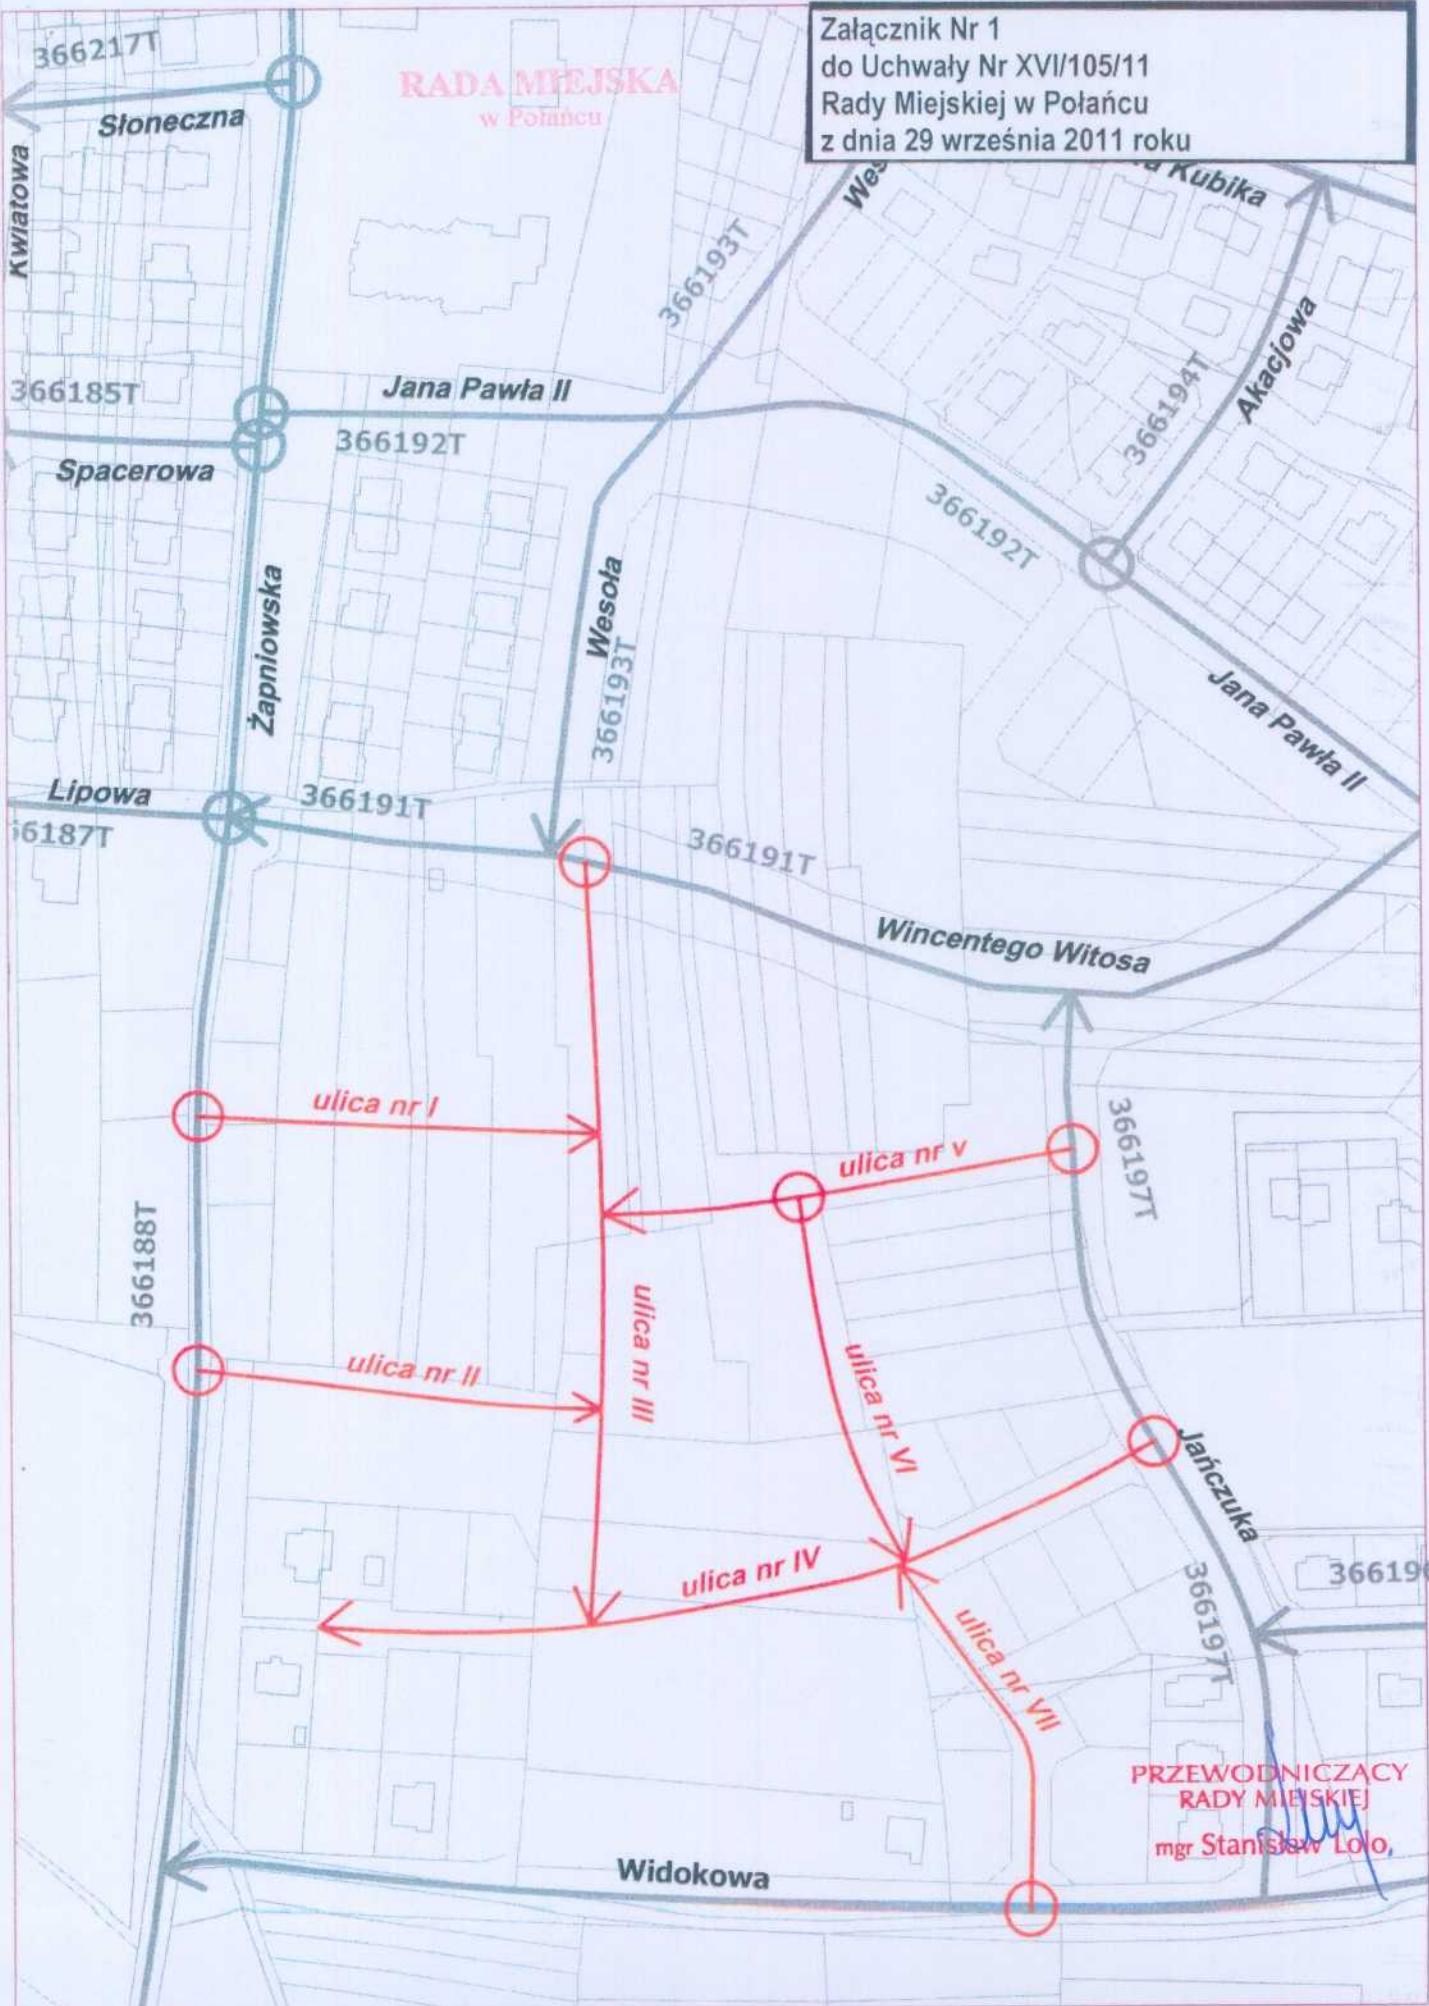 Załącznik Nr 1
do Uchwały Nr XVI/105/11
Rady Miejskiej w Połańcu
z dnia 29 września 2011 roku
RADA MIEJSKA
w Połańcu
366217T
Słoneczna
Kwiatowa
Wes
Kubika
366193T
Akacjowa
366194T
366185T
Jana Pawła II
366192T
Spacerowa
366192T
Wesoła
366193T
Żapniowska
Jana Pawła II
Lipowa
366191T
6187T
366191T
Wincentego Witosa
ulica nr I
ulica nr v
366197T
366188T
ulica nr III
ulica nr II
ulica nr VI
Jańczuka
ulica nr IV
366197T
36619
ulica nr VII
PRZEWODNICZĄCY
RADY MIEJSKIEJ
mgr Stanisław Lolo,
Widokowa